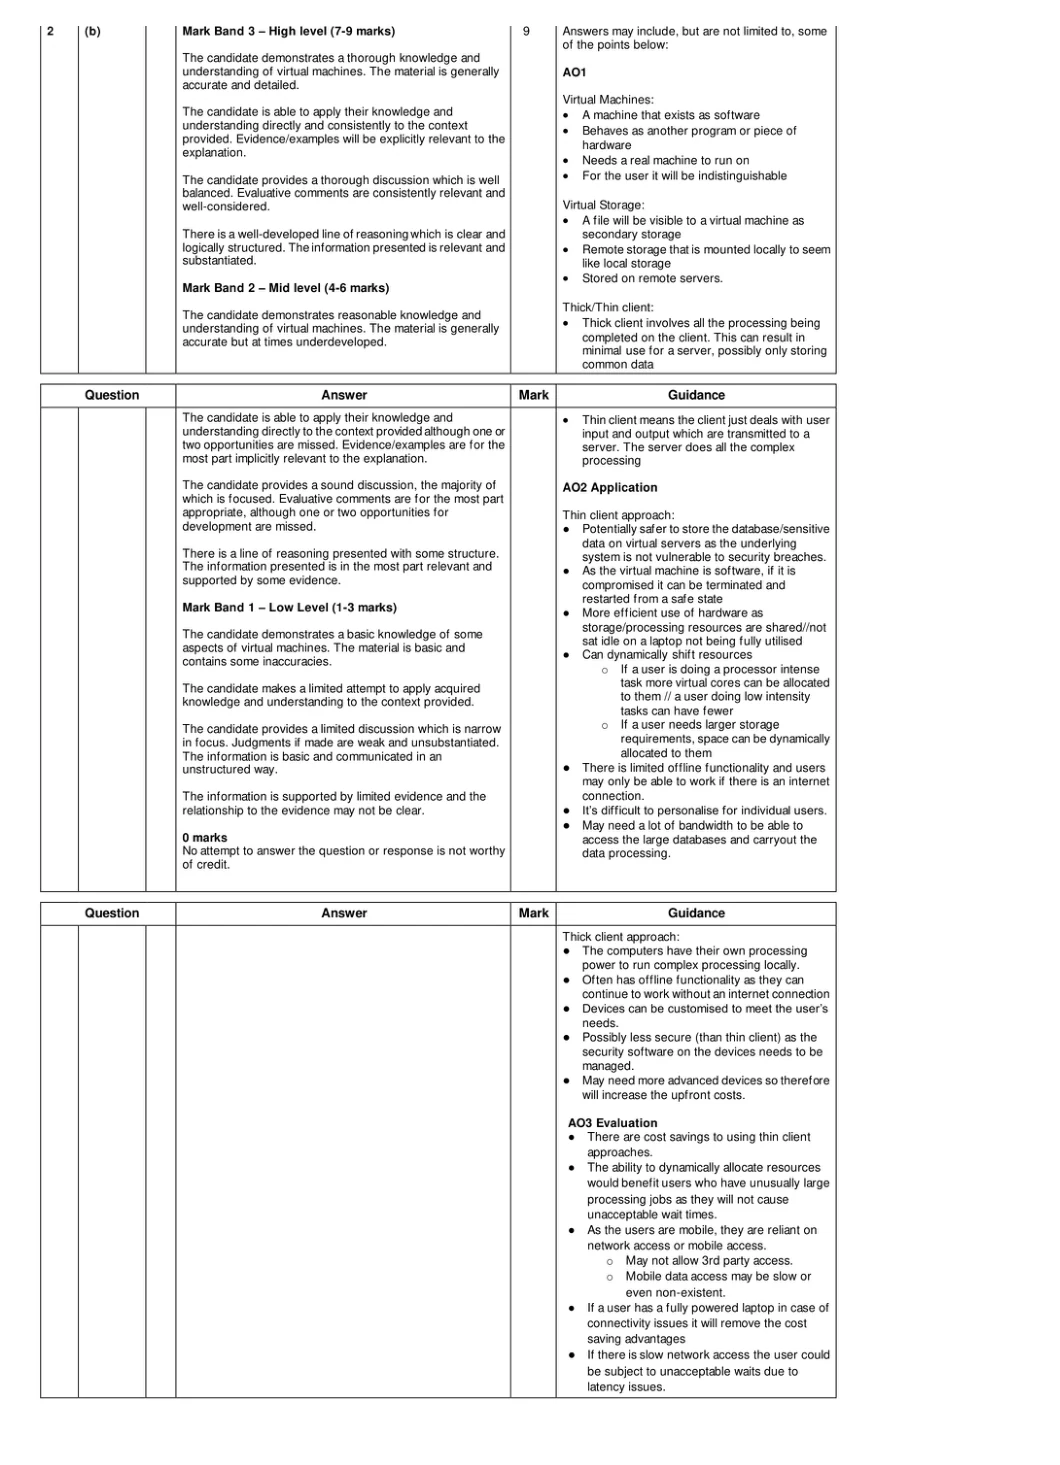 2 (b) Mark Band 3 – High level (7-9 marks)
The candidate demonstrates a thorough knowledge and
understanding of virtual machines. The material is generally
accurate and detailed.
The candidate is able to apply their knowledge and
understanding directly and consistently to the context
provided. Evidence/examples will be explicitly relevant to the
explanation.
The candidate provides a thorough discussion which is well
balanced. Evaluative comments are consistently relevant and
well-considered.
There is a well-developed line of reasoning which is clear and
logically structured. The information presented is relevant and
substantiated.
Mark Band 2 – Mid level (4-6 marks)
The candidate demonstrates reasonable knowledge and
understanding of virtual machines. The material is generally
accurate but at times underdeveloped.
9
Answers may include, but are not limited to, some
of the points below:
AO1
Virtual Machines:
• A machine that exists as software
• Behaves as another program or piece of
hardware
• Needs a real machine to run on
• For the user it will be indistinguishable
Virtual Storage:
• A file will be visible to a virtual machine as
secondary storage
• Remote storage that is mounted locally to seem
like local storage
• Stored on remote servers.
Thick/Thin client:
• Thick client involves all the processing being
completed on the client. This can result in
minimal use for a server, possibly only storing
common data
Question Answer Mark Guidance
The candidate is able to apply their knowledge and
understanding directly to the context provided although one or
two opportunities are missed. Evidence/examples are for the
most part implicitly relevant to the explanation.
The candidate provides a sound discussion, the majority of
which is focused. Evaluative comments are for the most part
appropriate, although one or two opportunities for
development are missed.
There is a line of reasoning presented with some structure.
The information presented is in the most part relevant and
supported by some evidence.
Mark Band 1 – Low Level (1-3 marks)
The candidate demonstrates a basic knowledge of some
aspects of virtual machines. The material is basic and
contains some inaccuracies.
The candidate makes a limited attempt to apply acquired
knowledge and understanding to the context provided.
The candidate provides a limited discussion which is narrow
in focus. Judgments if made are weak and unsubstantiated.
The information is basic and communicated in an
unstructured way.
The information is supported by limited evidence and the
relationship to the evidence may not be clear.
0 marks
No attempt to answer the question or response is not worthy
of credit.
• Thin client means the client just deals with user
input and output which are transmitted to a
server. The server does all the complex
processing
AO2 Application
Thin client approach:
● Potentially safer to store the database/sensitive
data on virtual servers as the underlying
system is not vulnerable to security breaches.
● As the virtual machine is software, if it is
compromised it can be terminated and
restarted from a safe state
● More efficient use of hardware as
storage/processing resources are shared//not
sat idle on a laptop not being fully utilised
● Can dynamically shift resources
○ If a user is doing a processor intense
task more virtual cores can be allocated
to them // a user doing low intensity
tasks can have fewer
○ If a user needs larger storage
requirements, space can be dynamically
allocated to them
● There is limited offline functionality and users
may only be able to work if there is an internet
connection.
● It's difficult to personalise for individual users.
● May need a lot of bandwidth to be able to
access the large databases and carryout the
data processing.
Question Answer Mark Guidance
Thick client approach:
● The computers have their own processing
power to run complex processing locally.
● Often has offline functionality as they can
continue to work without an internet connection
● Devices can be customised to meet the user's
needs.
● Possibly less secure (than thin client) as the
security software on the devices needs to be
managed.
● May need more advanced devices so therefore
will increase the upfront costs.
AO3 Evaluation
● There are cost savings to using thin client
approaches.
● The ability to dynamically allocate resources
would benefit users who have unusually large
processing jobs as they will not cause
unacceptable wait times.
● As the users are mobile, they are reliant on
network access or mobile access.
○ May not allow 3rd party access.
○ Mobile data access may be slow or
even non-existent.
● If a user has a fully powered laptop in case of
connectivity issues it will remove the cost
saving advantages
● If there is slow network access the user could
be subject to unacceptable waits due to
latency issues.